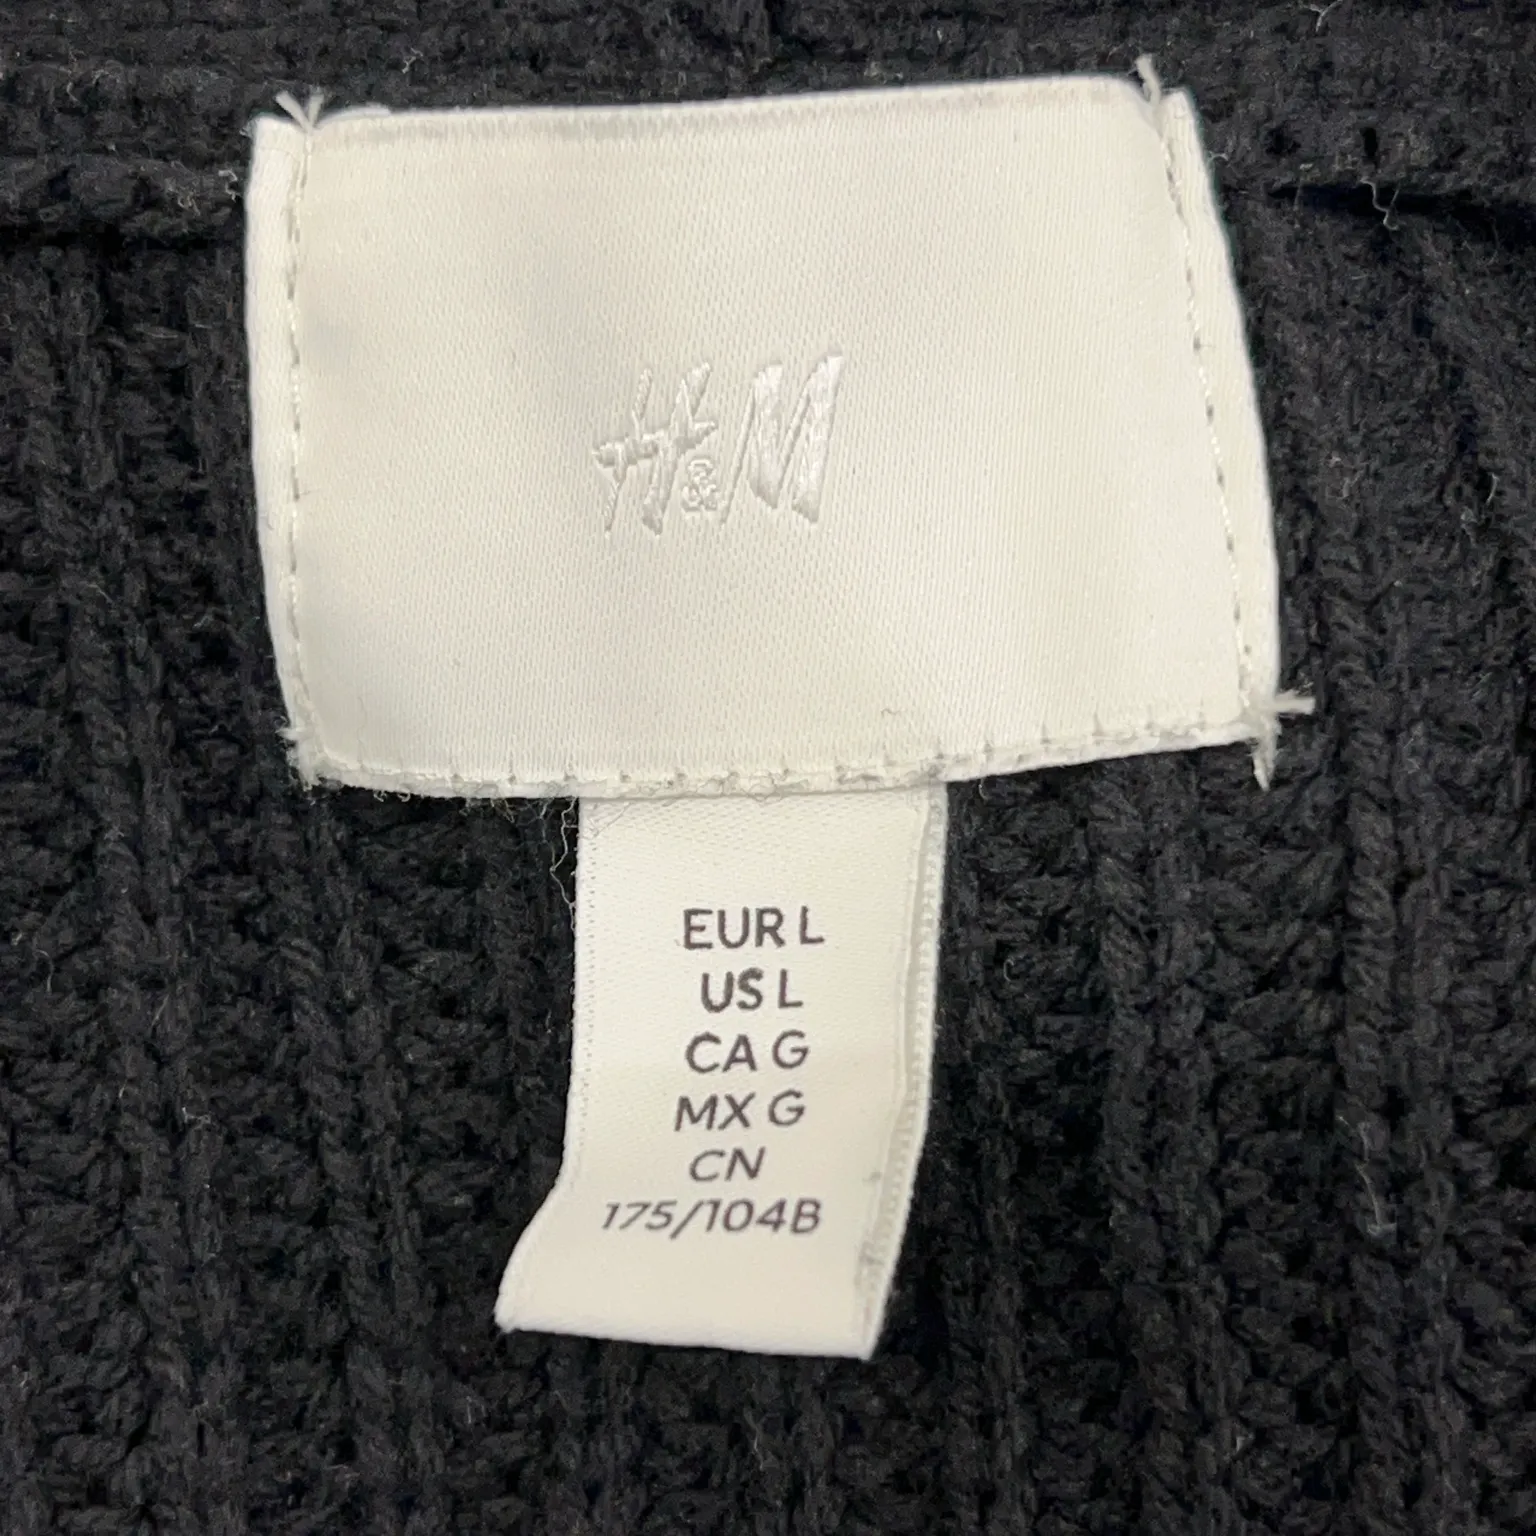 H&M
EUR L
US L
CA G
MX G
CN
175/104B